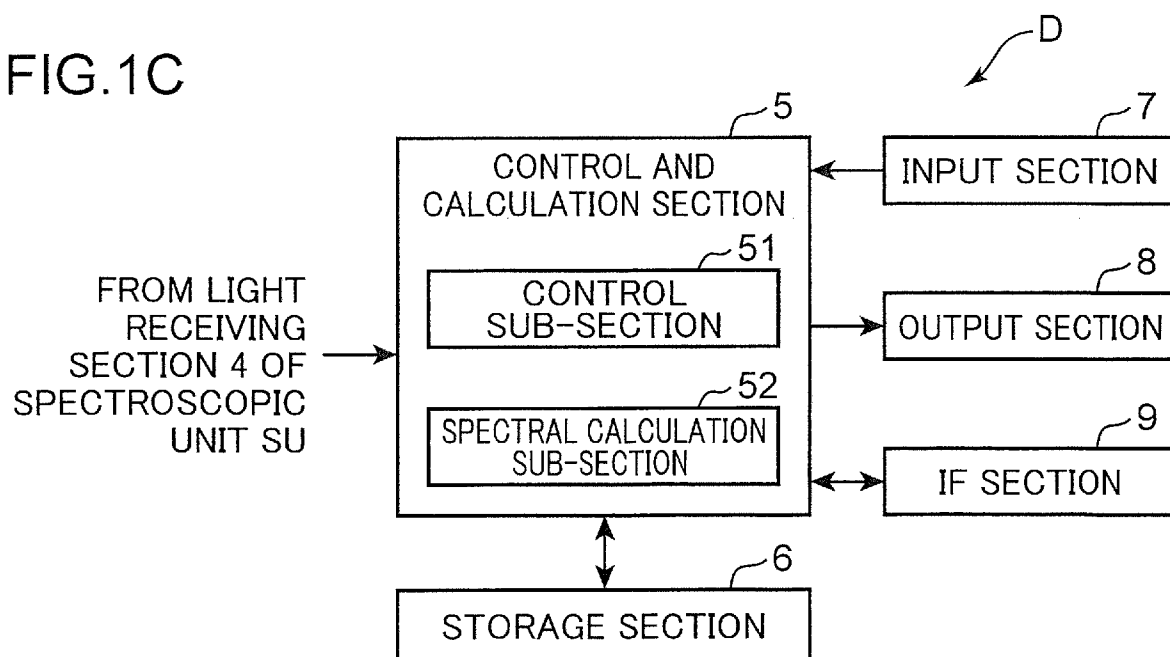 FIG.1C
D
5
CONTROL AND
CALCULATION SECTION
51
CONTROL
SUB-SECTION
52
SPECTRAL CALCULATION
SUB-SECTION
FROM LIGHT
RECEIVING
SECTION 4 OF
SPECTROSCOPIC
UNIT SU
7
INPUT SECTION
8
OUTPUT SECTION
9
IF SECTION
6
STORAGE SECTION